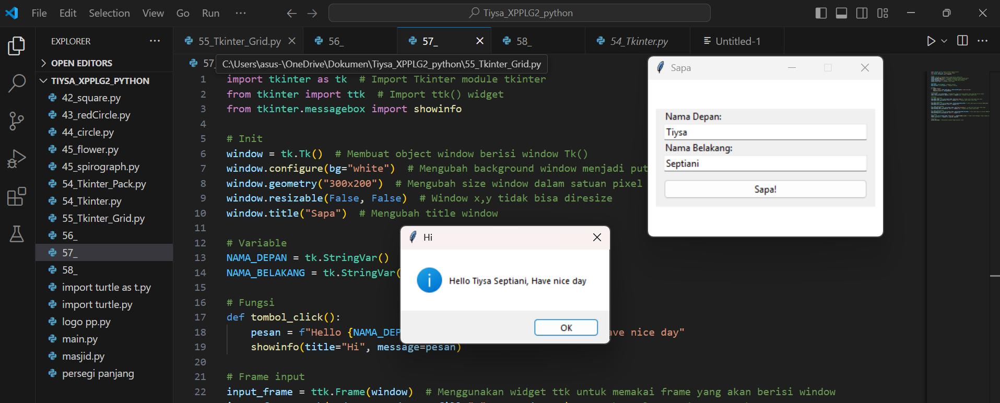 File Edit Selection View Go Run ···
Tiysa_XPPLG2_python
EXPLORER ···
OPEN EDITORS
TIYSA_XPPLG2_PYTHON
42_square.py
43_redCircle.py
44_circle.py
45_flower.py
45_spirograph.py
54_Tkinter_Pack.py
54_Tkinter.py
55_Tkinter_Grid.py
56_
57_
58_
import turtle as t.py
import turtle.py
logo pp.py
main.py
masjid.py
persegi panjang
55_Tkinter_Grid.py 56_ 57_ 58_ 54_Tkinter.py Untitled-1
57_
C:\Users\asus-\OneDrive\Dokumen\Tiysa_XPPLG2_python\55_Tkinter_Grid.py
1 import tkinter as tk  # Import Tkinter module tkinter
2 from tkinter import ttk  # Import ttk() widget
3 from tkinter.messagebox import showinfo
4
5 # Init
6 window = tk.Tk()  # Membuat object window berisi window Tk()
7 window.configure(bg="white")  # Mengubah background window menjadi put
8 window.geometry("300x200")  # Mengubah size window dalam satuan pixel
9 window.resizable(False, False)  # Window x,y tidak bisa diresize
10 window.title("Sapa")  # Mengubah title window
11
12 # Variable
13 NAMA_DEPAN = tk.StringVar()
14 NAMA_BELAKANG = tk.StringVar(
15
16 # Fungsi
17 def tombol_click():
18 pesan = f"Hello {NAMA_DEP ave nice day"
19 showinfo(title="Hi", message=pesan)
20
21 # Frame input
22 input_frame = ttk.Frame(window)  # Menggunakan widget ttk untuk memakai frame yang akan berisi window
Sapa
Nama Depan:
Tiysa
Nama Belakang:
Septiani
Sapa!
Hi
Hello Tiysa Septiani, Have nice day
OK